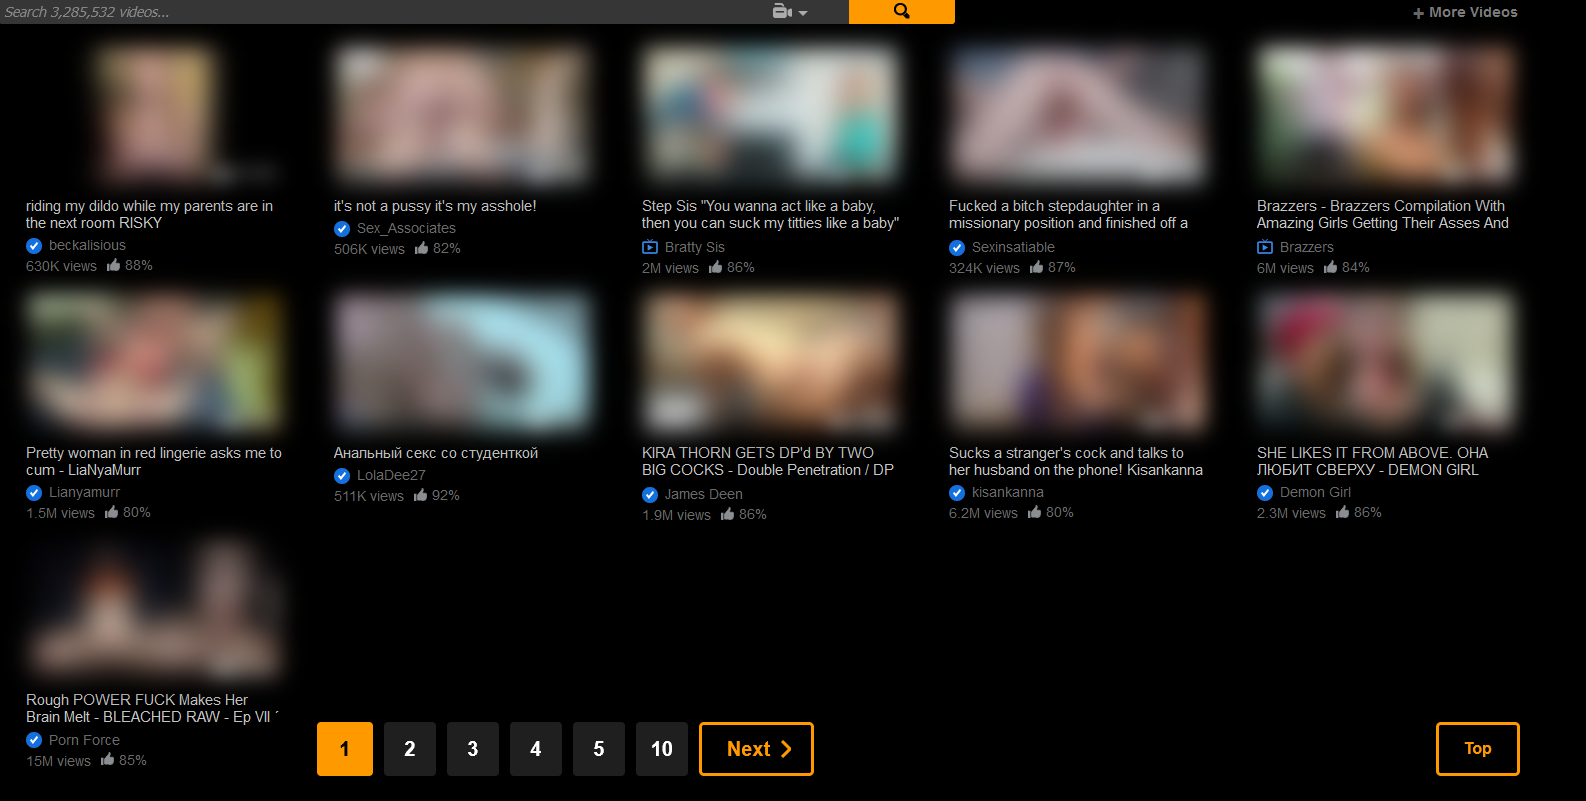 Search 3,285,532 videos...
+ More Videos
riding my dildo while my parents are in
the next room RISKY
beckalisious
630K views 88%
it's not a pussy it's my asshole!
Sex_Associates
506K views 82%
Step Sis "You wanna act like a baby,
then you can suck my titties like a baby"
Bratty Sis
2M views 86%
Fucked a bitch stepdaughter in a
missionary position and finished off a
Sexinsatiable
324K views 87%
Brazzers - Brazzers Compilation With
Amazing Girls Getting Their Asses And
Brazzers
6M views 84%
Pretty woman in red lingerie asks me to
cum - LiaNyaMurr
Lianyamurr
1.5M views 80%
Анальный секс со студенткой
LolaDee27
511K views 92%
KIRA THORN GETS DP'd BY TWO
BIG COCKS - Double Penetration / DP
James Deen
1.9M views 86%
Sucks a stranger's cock and talks to
her husband on the phone! Kisankanna
kisankanna
6.2M views 80%
SHE LIKES IT FROM ABOVE. ОНА
ЛЮБИТ СВЕРХУ - DEMON GIRL
Demon Girl
2.3M views 86%
Rough POWER FUCK Makes Her
Brain Melt - BLEACHED RAW - Ep VII ´
Porn Force
15M views 85%
1 2 3 4 5 10 Next
Top